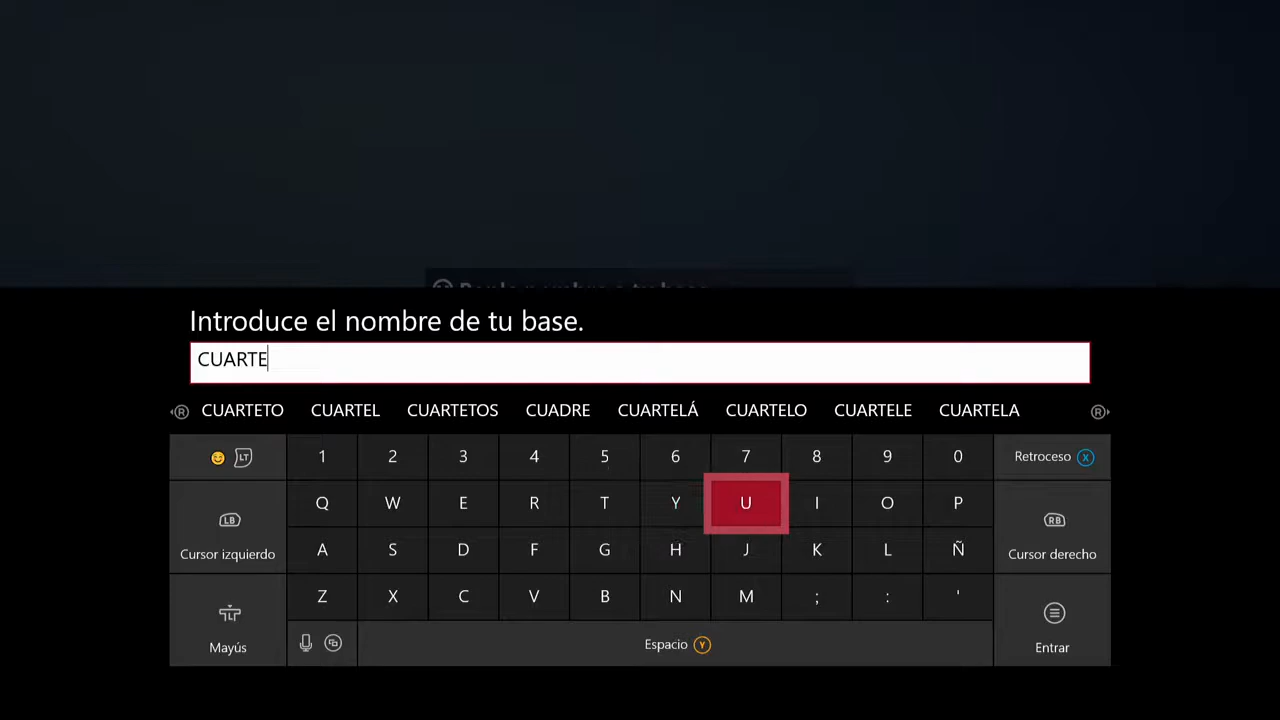 Introduce el nombre de tu base.
CUARTE
R CUARTETO CUARTEL CUARTETOS CUADRE CUARTELÁ CUARTELO CUARTELE CUARTELA R
LT 1 2 3 4 5 6 7 8 9 0 Retroceso X
Q W E R T Y U I O P
LB RB
Cursor izquierdo A S D F G H J K L Ñ Cursor derecho
Z X C V B N M ; : '
Mayús Espacio Y Entrar